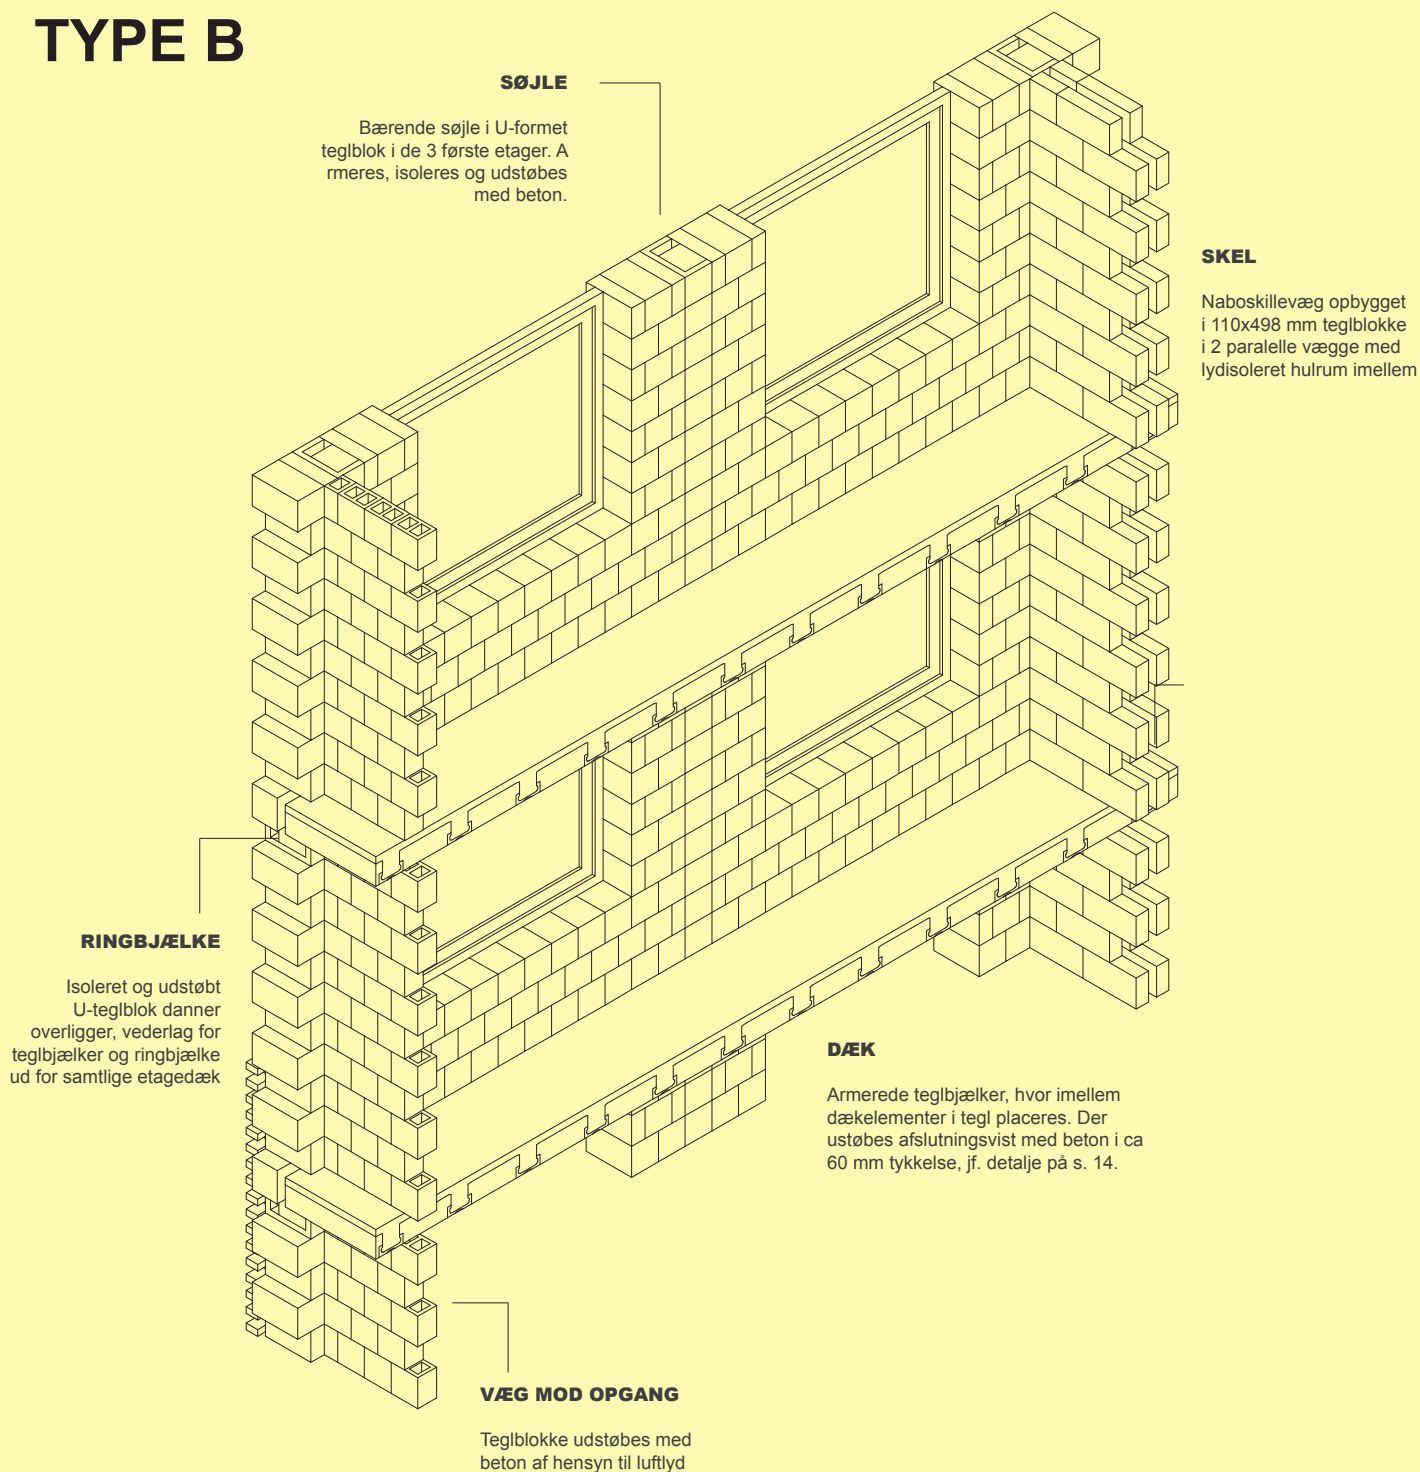 TYPE B
SØJLE
Bærende søjle i U-formet
teglblok i de 3 første etager. A
rmeres, isoleres og udstøbes
med beton.
SKEL
Naboskillevæg opbygget
i 110x498 mm teglblokke
i 2 paralelle vægge med
lydisoleret hulrum imellem
RINGBJÆLKE
Isoleret og udstøbt
U-teglblok danner
overligger, vederlag for
teglbjælker og ringbjælke
ud for samtlige etagedæk
DÆK
Armerede teglbjælker, hvor imellem
dækelementer i tegl placeres. Der
ustøbes afslutningsvist med beton i ca
60 mm tykkelse, jf. detalje på s. 14.
VÆG MOD OPGANG
Teglblokke udstøbes med
beton af hensyn til luftlyd